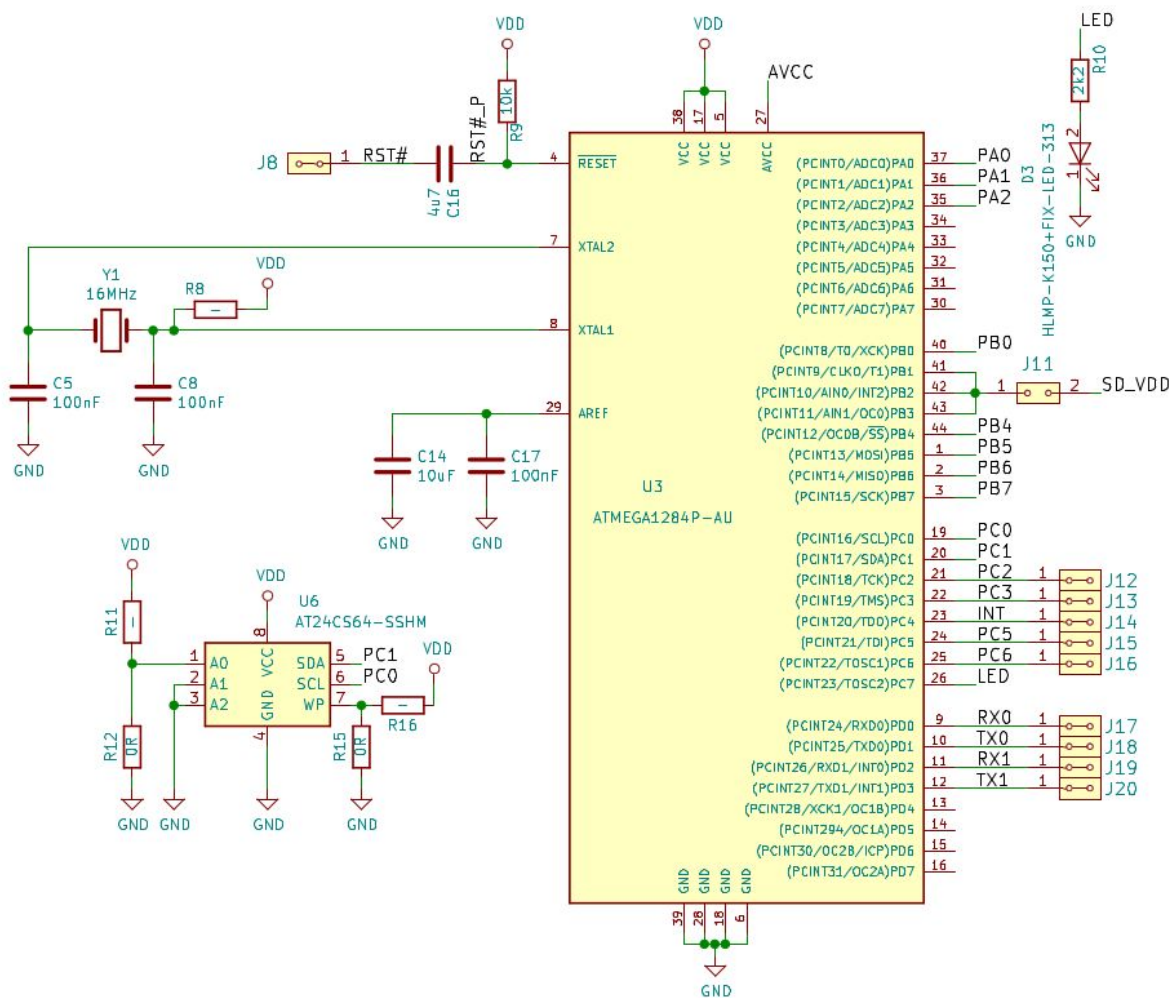 VDD
VDD
LED
AVCC
R10
2k2
10k
R9
RST#_P
38
17
5
27
VCC
VCC
VCC
AVCC
J8
1
RST#
4u7
C16
4
RESET
2
1
D3
HLMP-K150+FIX-LED-313
GND
(PCINT0/ADC0)PA0
37
PA0
(PCINT1/ADC1)PA1
36
PA1
(PCINT2/ADC2)PA2
35
PA2
(PCINT3/ADC3)PA3
34
(PCINT4/ADC4)PA4
33
(PCINT5/ADC5)PA5
32
(PCINT6/ADC6)PA6
31
(PCINT7/ADC7)PA7
30
7
XTAL2
Y1
16MHz
R8
VDD
8
XTAL1
C5
100nF
GND
C8
100nF
GND
(PCINT8/T0/XCK)PB0
40
PB0
(PCINT9/CLKO/T1)PB1
41
(PCINT10/AIN0/INT2)PB2
42
(PCINT11/AIN1/OC0)PB3
43
(PCINT12/OC0B/SS)PB4
44
PB4
(PCINT13/MOSI)PB5
1
PB5
(PCINT14/MISO)PB6
2
PB6
(PCINT15/SCK)PB7
3
PB7
J11
1
2
SD_VDD
29
AREF
C14
10uF
GND
C17
100nF
GND
U3
ATMEGA1284P-AU
(PCINT16/SCL)PC0
19
PC0
(PCINT17/SDA)PC1
20
PC1
(PCINT18/TCK)PC2
21
PC2
1
J12
(PCINT19/TMS)PC3
22
PC3
1
J13
(PCINT20/TDO)PC4
23
INT
1
J14
(PCINT21/TDI)PC5
24
PC5
1
J15
(PCINT22/TOSC1)PC6
25
PC6
1
J16
(PCINT23/TOSC2)PC7
26
LED
(PCINT24/RXD0)PD0
9
RX0
1
J17
(PCINT25/TXD0)PD1
10
TX0
1
J18
(PCINT26/RXD1/INT0)PD2
11
RX1
1
J19
(PCINT27/TXD1/INT1)PD3
12
TX1
1
J20
(PCINT28/XCK1/OC1B)PD4
13
(PCINT294/OC1A)PD5
14
(PCINT30/OC2B/ICP)PD6
15
(PCINT31/OC2A)PD7
16
GND
GND
GND
GND
39
28
18
6
GND
VDD
R11
-
VDD
U6
AT24CS64-SSHM
8
1
A0
VCC
SDA
5
PC1
2
A1
SCL
6
PC0
3
A2
GND
WP
7
VDD
-
R16
4
R12
0R
R15
0R
GND
GND
GND
GND